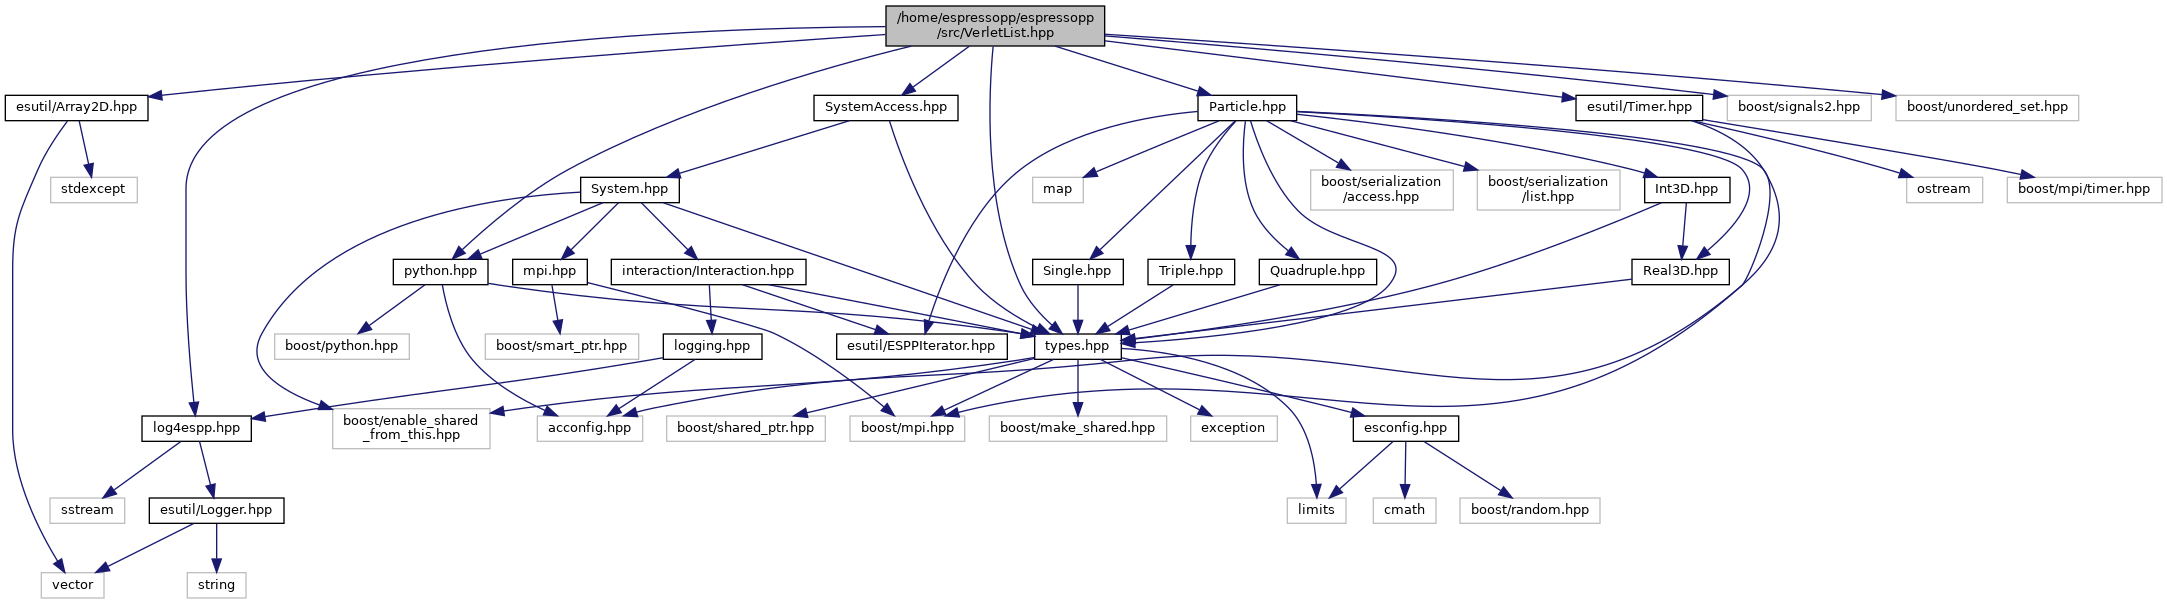 /home/espressopp/espressopp
/src/VerletList.hpp
esutil/Array2D.hpp
SystemAccess.hpp
Particle.hpp
esutil/Timer.hpp
boost/signals2.hpp
boost/unordered_set.hpp
stdexcept
System.hpp
map
boost/serialization
/access.hpp
boost/serialization
/list.hpp
Int3D.hpp
ostream
boost/mpi/timer.hpp
python.hpp
mpi.hpp
interaction/Interaction.hpp
Single.hpp
Triple.hpp
Quadruple.hpp
Real3D.hpp
boost/python.hpp
boost/smart_ptr.hpp
logging.hpp
esutil/ESPPIterator.hpp
types.hpp
log4espp.hpp
boost/enable_shared
_from_this.hpp
acconfig.hpp
boost/shared_ptr.hpp
boost/mpi.hpp
boost/make_shared.hpp
exception
esconfig.hpp
sstream
esutil/Logger.hpp
limits
cmath
boost/random.hpp
vector
string